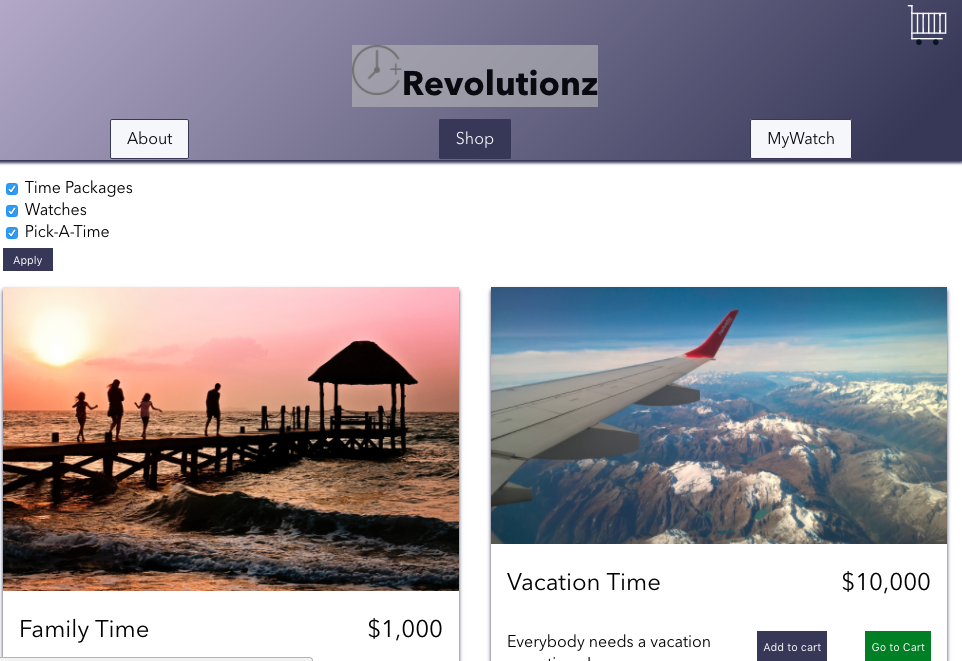 Revolutionz
About
Shop
MyWatch
Time Packages
Watches
Pick-A-Time
Apply
Family Time
$1,000
Vacation Time
$10,000
Everybody needs a vacation
Add to cart
Go to Cart